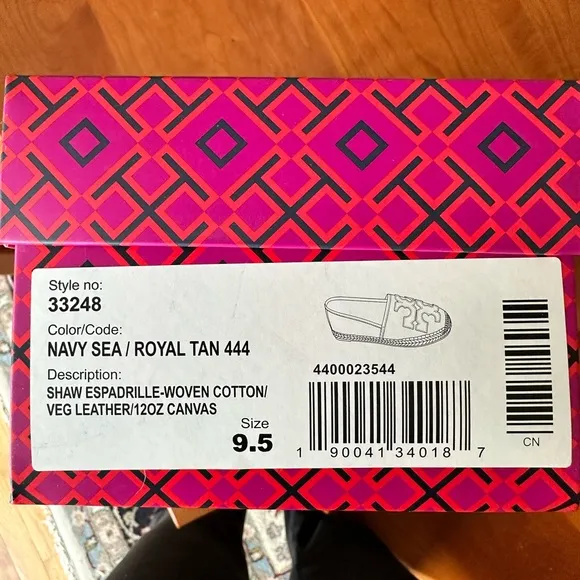 Style no:
33248
Color/Code:
NAVY SEA / ROYAL TAN 444
Description:
SHAW ESPADRILLE-WOVEN COTTON/
VEG LEATHER/12OZ CANVAS
Size
9.5
4400023544
1 90041 34018 7
CN